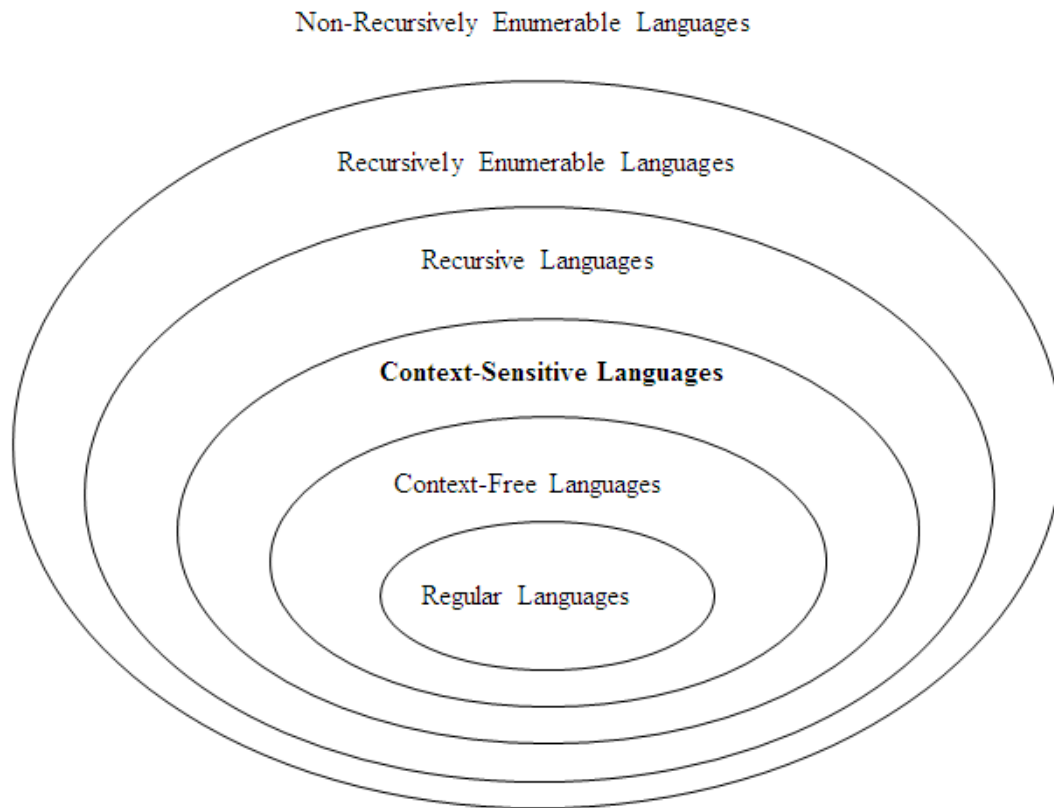 Non-Recursively Enumerable Languages
Recursively Enumerable Languages
Recursive Languages
Context-Sensitive Languages
Context-Free Languages
Regular Languages